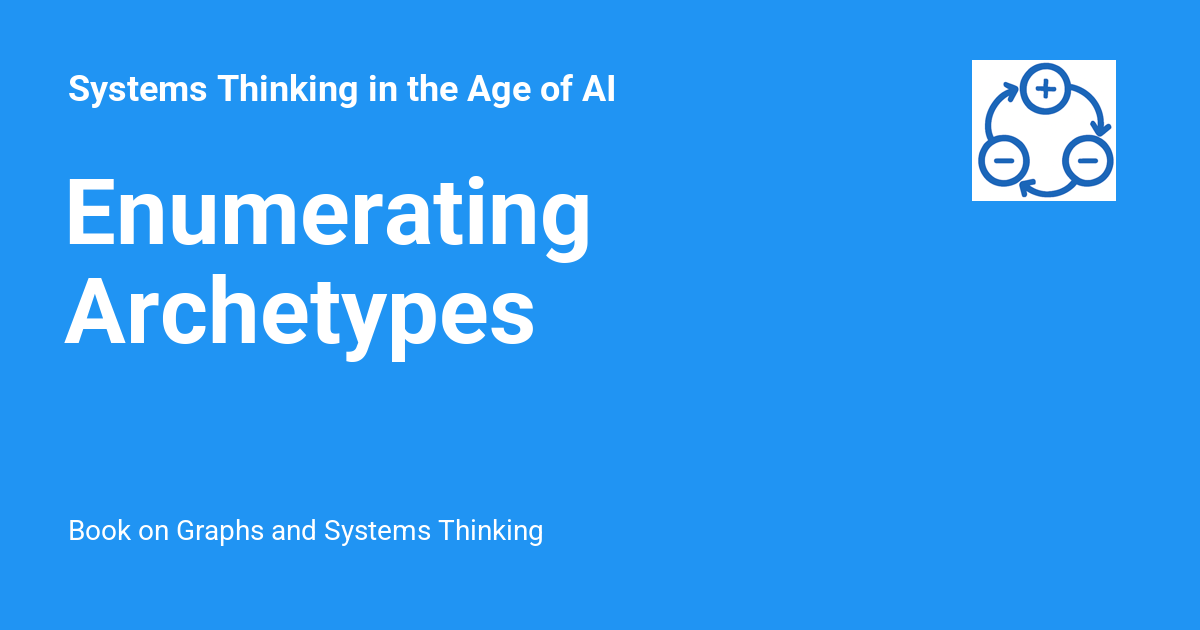 Systems Thinking in the Age of AI
Enumerating
Archetypes
Book on Graphs and Systems Thinking
+
−
−